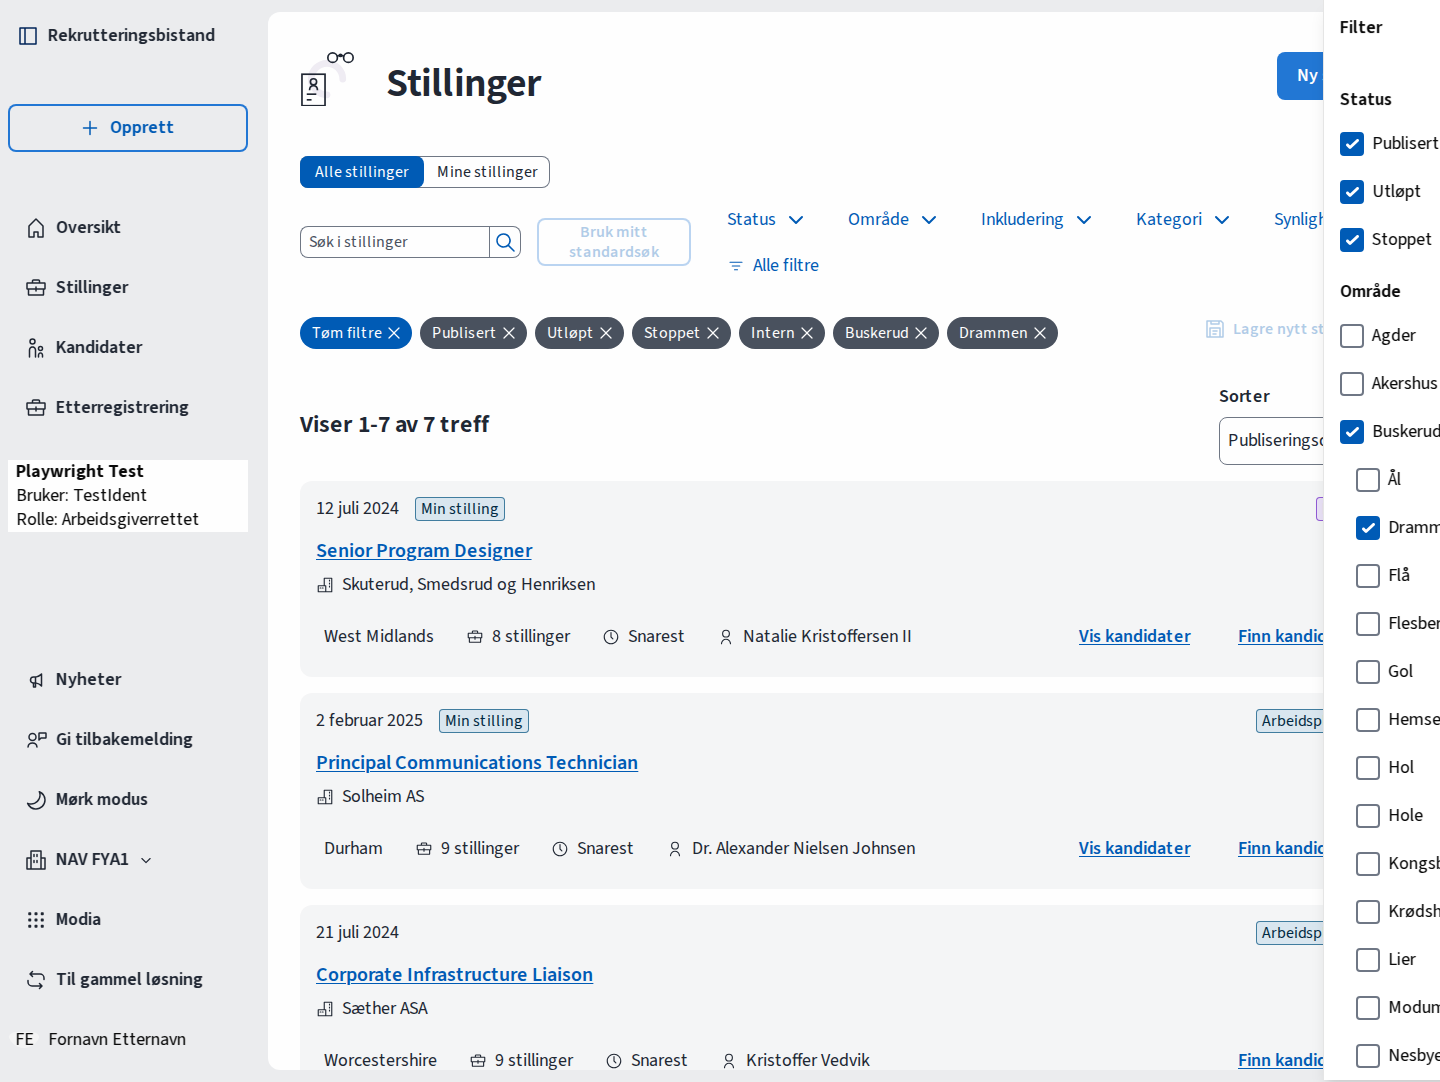 Rekrutteringsbistand
Opprett
Oversikt
Stillinger
Kandidater
Etterregistrering
Playwright Test
Bruker: TestIdent
Rolle: Arbeidsgiverrettet
Nyheter
Gi tilbakemelding
Mørk modus
NAV FYA1
Modia
Til gammel løsning
FE Fornavn Etternavn
Stillinger
Ny
Alle stillinger Mine stillinger
Søk i stillinger
Bruk mitt
standardsøk
Status Område Inkludering Kategori Synligh
Alle filtre
Tøm filtre Publisert Utløpt Stoppet Intern Buskerud Drammen
Lagre nytt st
Viser 1-7 av 7 treff
Sorter
Publiseringsd
12 juli 2024 Min stilling
Senior Program Designer
Skuterud, Smedsrud og Henriksen
West Midlands 8 stillinger Snarest Natalie Kristoffersen II Vis kandidater Finn kandid
2 februar 2025 Min stilling Arbeidsp
Principal Communications Technician
Solheim AS
Durham 9 stillinger Snarest Dr. Alexander Nielsen Johnsen Vis kandidater Finn kandid
21 juli 2024 Arbeidsp
Corporate Infrastructure Liaison
Sæther ASA
Worcestershire 9 stillinger Snarest Kristoffer Vedvik Finn kandid
Filter
Status
Publisert
Utløpt
Stoppet
Område
Agder
Akershus
Buskerud
Ål
Dramm
Flå
Flesber
Gol
Hemse
Hol
Hole
Kongsb
Krødsh
Lier
Modum
Nesbye